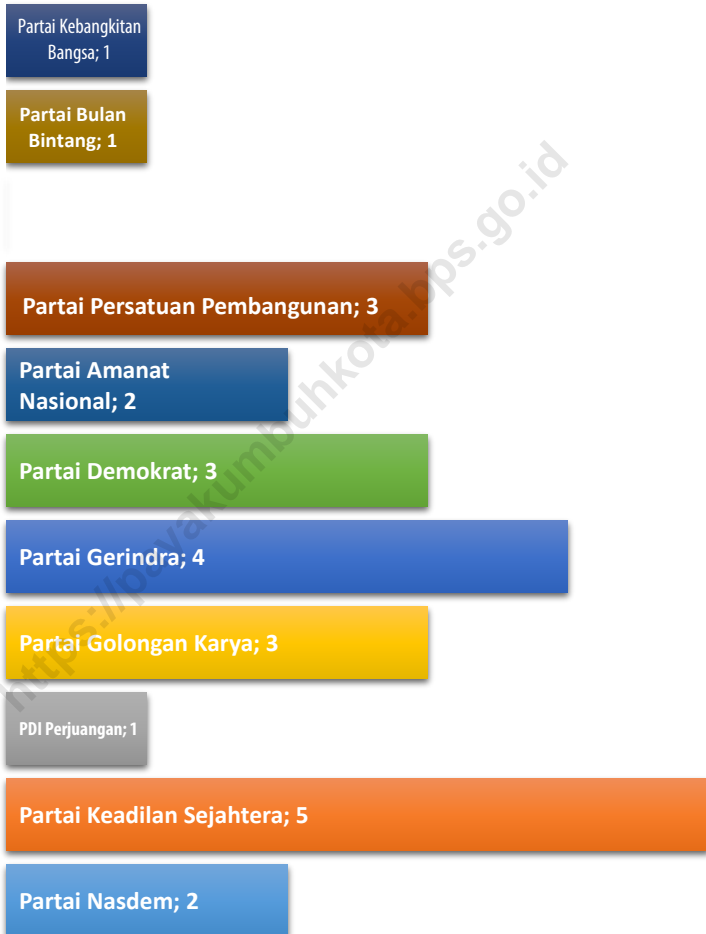 Partai Kebangkitan
Bangsa; 1
Partai Bulan
Bintang; 1
Partai Persatuan Pembangunan; 3
Partai Amanat
Nasional; 2
Partai Demokrat; 3
Partai Gerindra; 4
Partai Golongan Karya; 3
PDI Perjuangan; 1
Partai Keadilan Sejahtera; 5
Partai Nasdem; 2
https://payakumbuhkota.bps.go.id